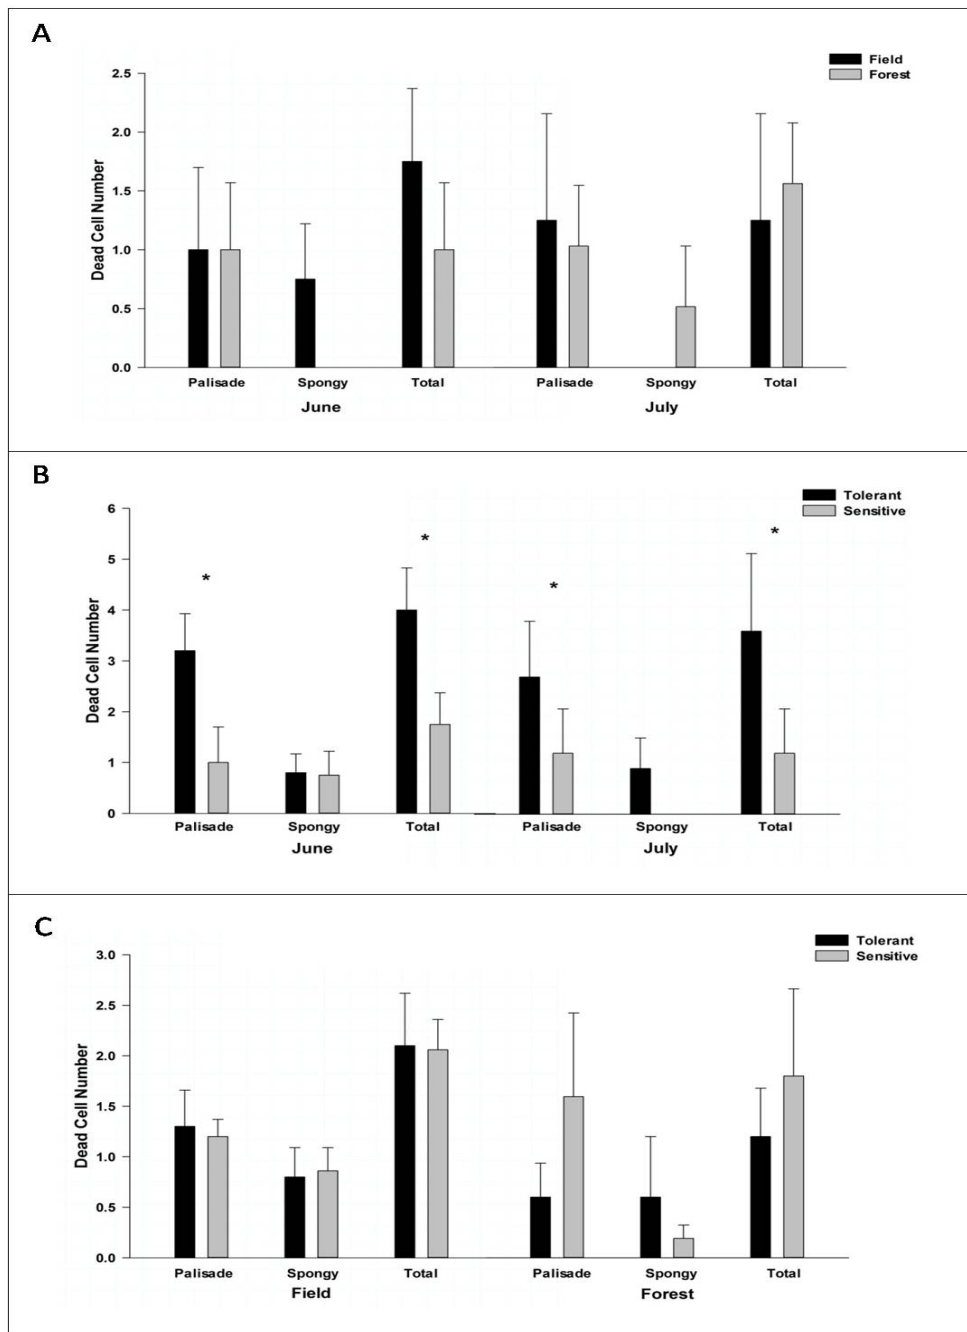 A
Field
Forest
2.5
2.0
1.5
1.0
0.5
0.0
Dead Cell Number
Palisade Spongy Total Palisade Spongy Total
June July
B
Tolerant
Sensitive
6
5
4
3
2
1
0
Dead Cell Number
* * * *
Palisade Spongy Total Palisade Spongy Total
June July
C
Tolerant
Sensitive
3.0
2.5
2.0
1.5
1.0
0.5
0.0
Dead Cell Number
Palisade Spongy Total Palisade Spongy Total
Field Forest